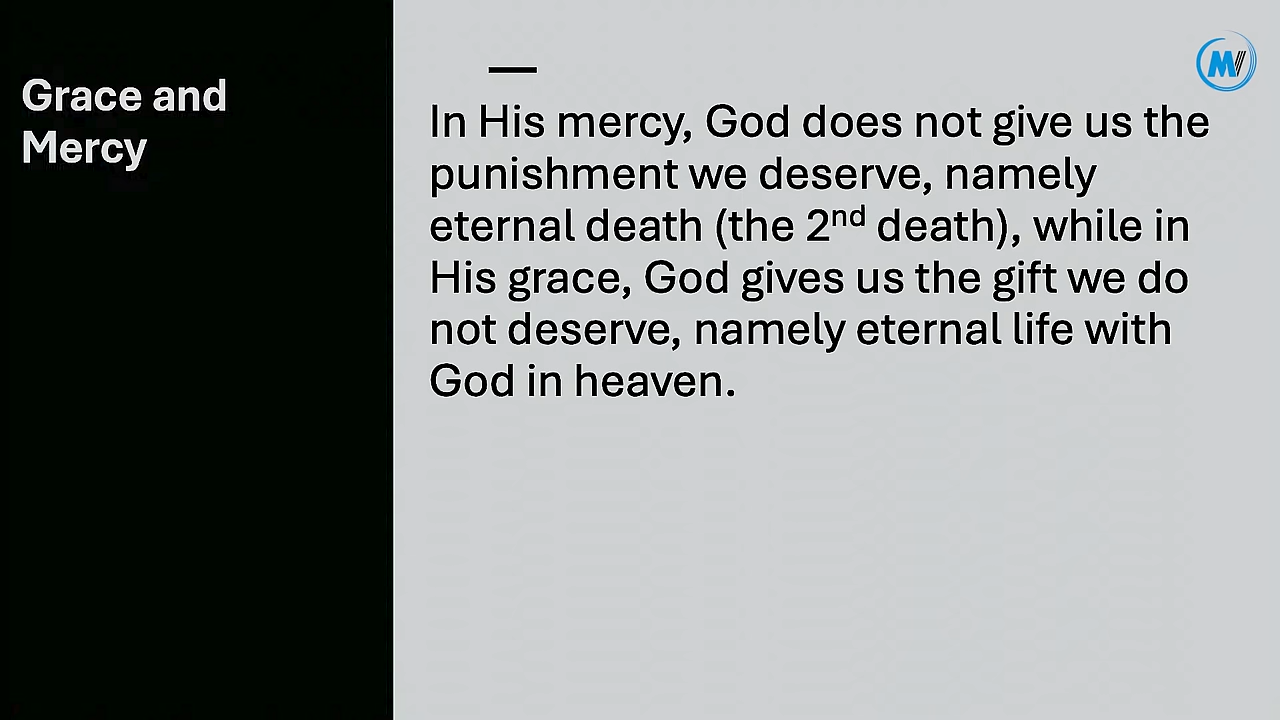 Grace and
Mercy
In His mercy, God does not give us the
punishment we deserve, namely
eternal death (the 2nd death), while in
His grace, God gives us the gift we do
not deserve, namely eternal life with
God in heaven.
MV